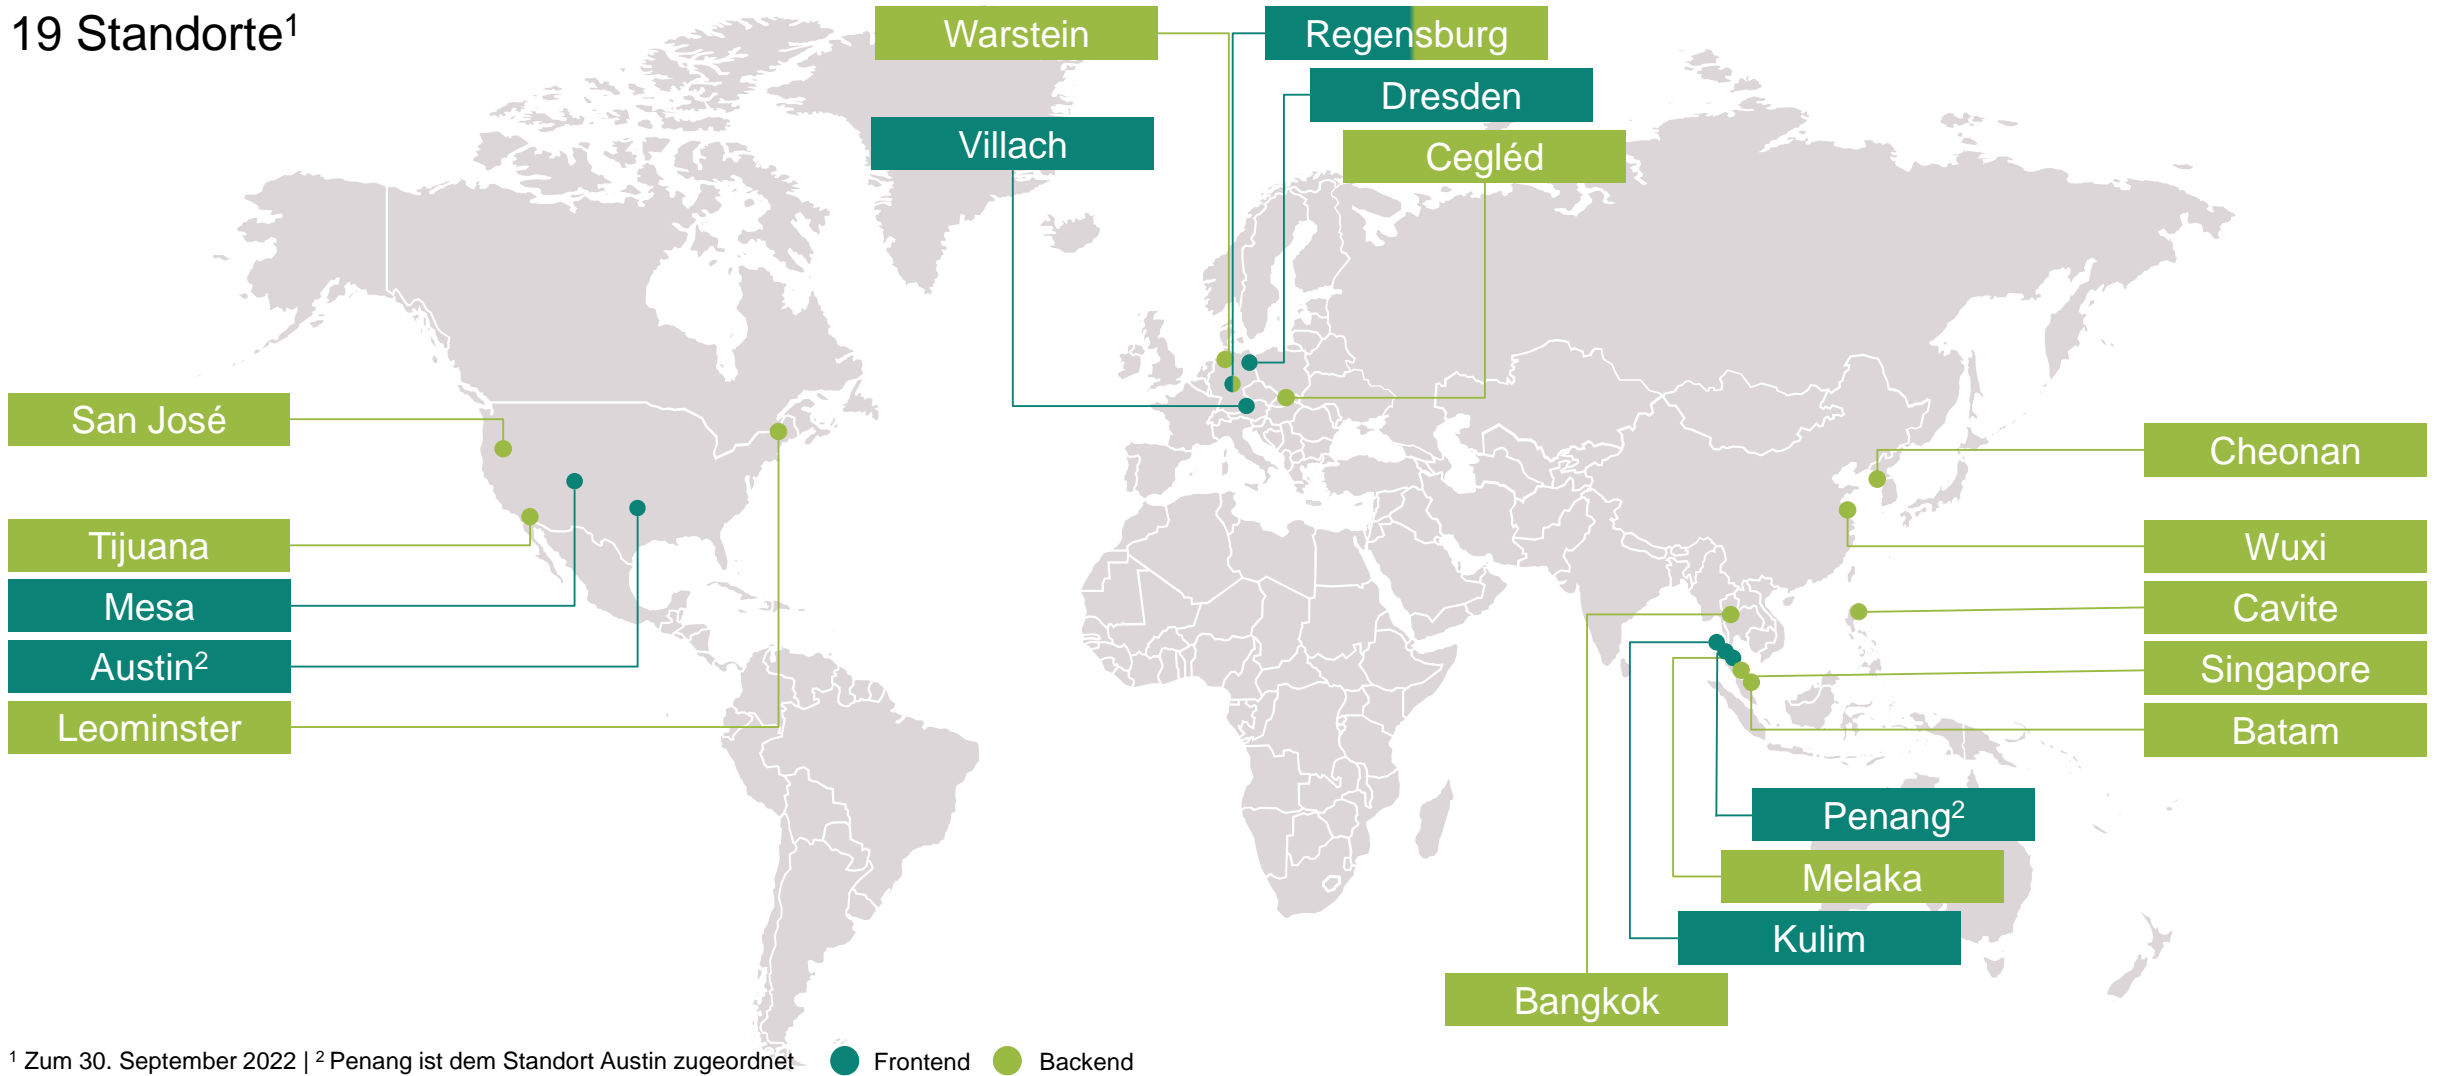 19 Standorte¹
Warstein
Regensburg
Dresden
Villach
Cegléd
San José
Tijuana
Mesa
Austin²
Leominster
Cheonan
Wuxi
Cavite
Singapore
Batam
Penang²
Melaka
Kulim
Bangkok
¹ Zum 30. September 2022 | ² Penang ist dem Standort Austin zugeordnet
Frontend
Backend